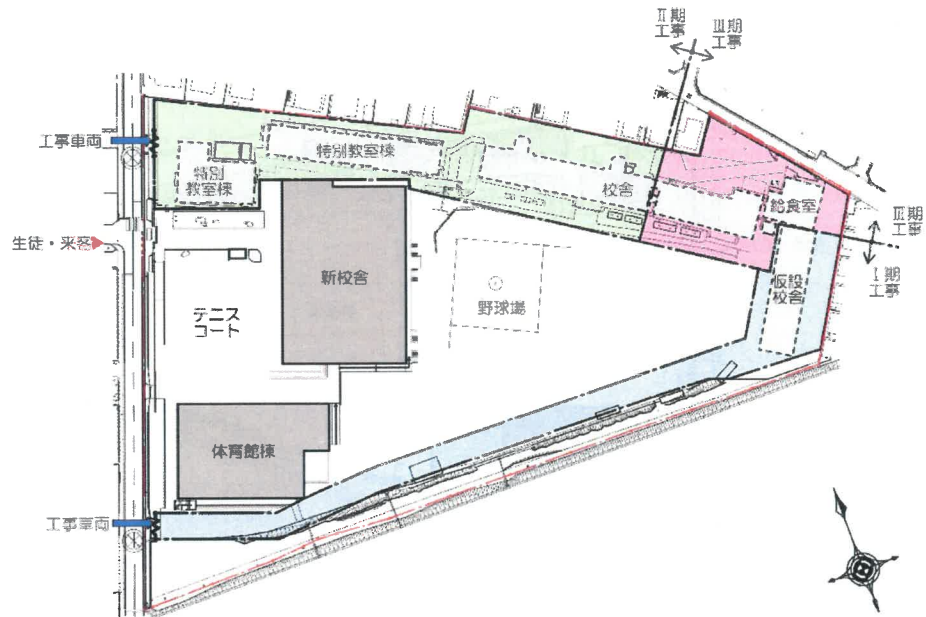 Ⅱ期
工事
Ⅲ期
工事
工事車両
特別教室棟
特別
教室棟
校舎
給食室
Ⅲ期
工事
Ⅰ期
工事
生徒・来客
新校舎
仮設
校舎
野球場
テニス
コート
体育館棟
工事車両